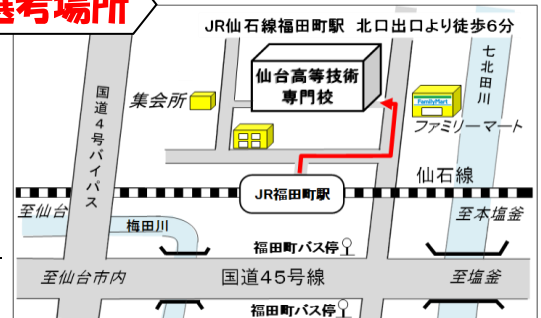 選考場所
JR仙石線福田町駅 北口出口より徒歩6分
仙台高等技術
専門校
七北田川
国道4号バイパス
集会所
FamilyMart
ファミリーマート
仙石線
JR福田町駅
至仙台
至本塩釜
梅田川
福田町バス停
至仙台市内
国道45号線
至塩釜
福田町バス停